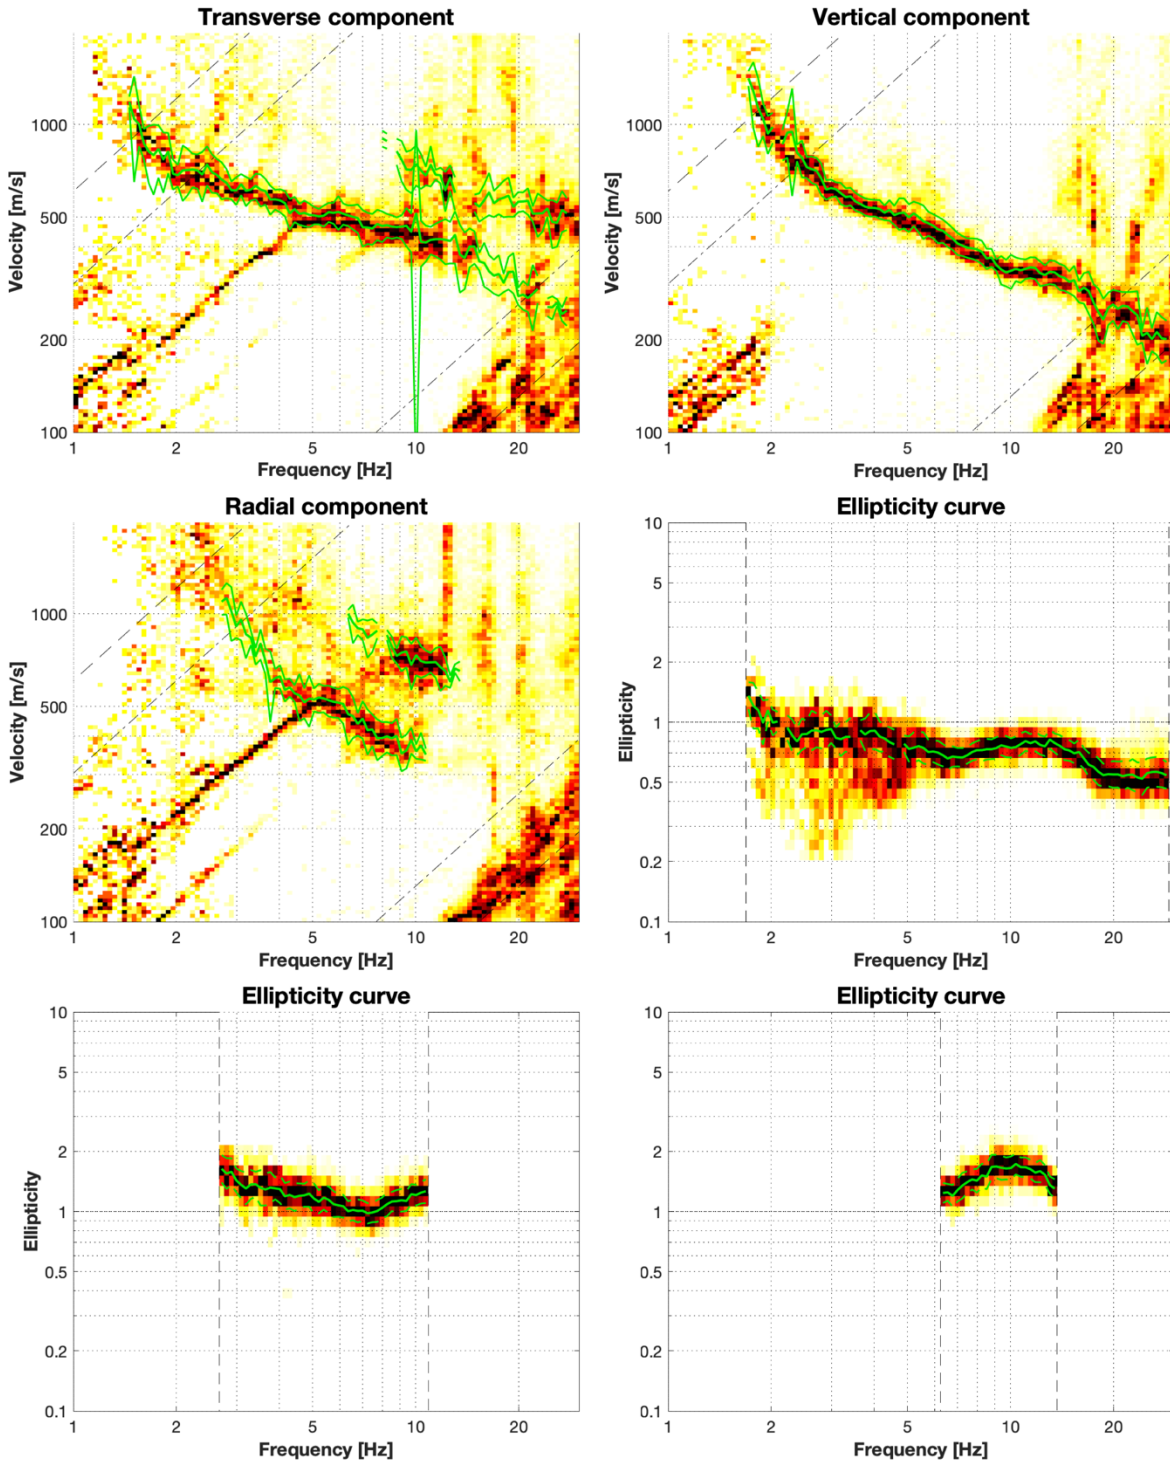 Transverse component
Vertical component
1000
500
200
100
Velocity [m/s]
1 2 5 10 20
Frequency [Hz]
1000
500
200
100
Velocity [m/s]
1 2 5 10 20
Frequency [Hz]
Radial component
Ellipticity curve
1000
500
200
100
Velocity [m/s]
1 2 5 10 20
Frequency [Hz]
10
5
2
1
0.5
0.2
0.1
Ellipticity
1 2 5 10 20
Frequency [Hz]
Ellipticity curve
Ellipticity curve
10
5
2
1
0.5
0.2
0.1
Ellipticity
1 2 5 10 20
Frequency [Hz]
10
5
2
1
0.5
0.2
0.1
Ellipticity
1 2 5 10 20
Frequency [Hz]